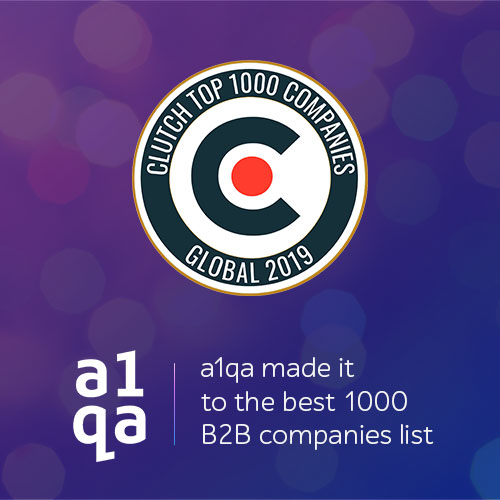 CLUTCH TOP 1000 COMPANIES
GLOBAL 2019
a1
qa
a1qa made it
to the best 1000
B2B companies list